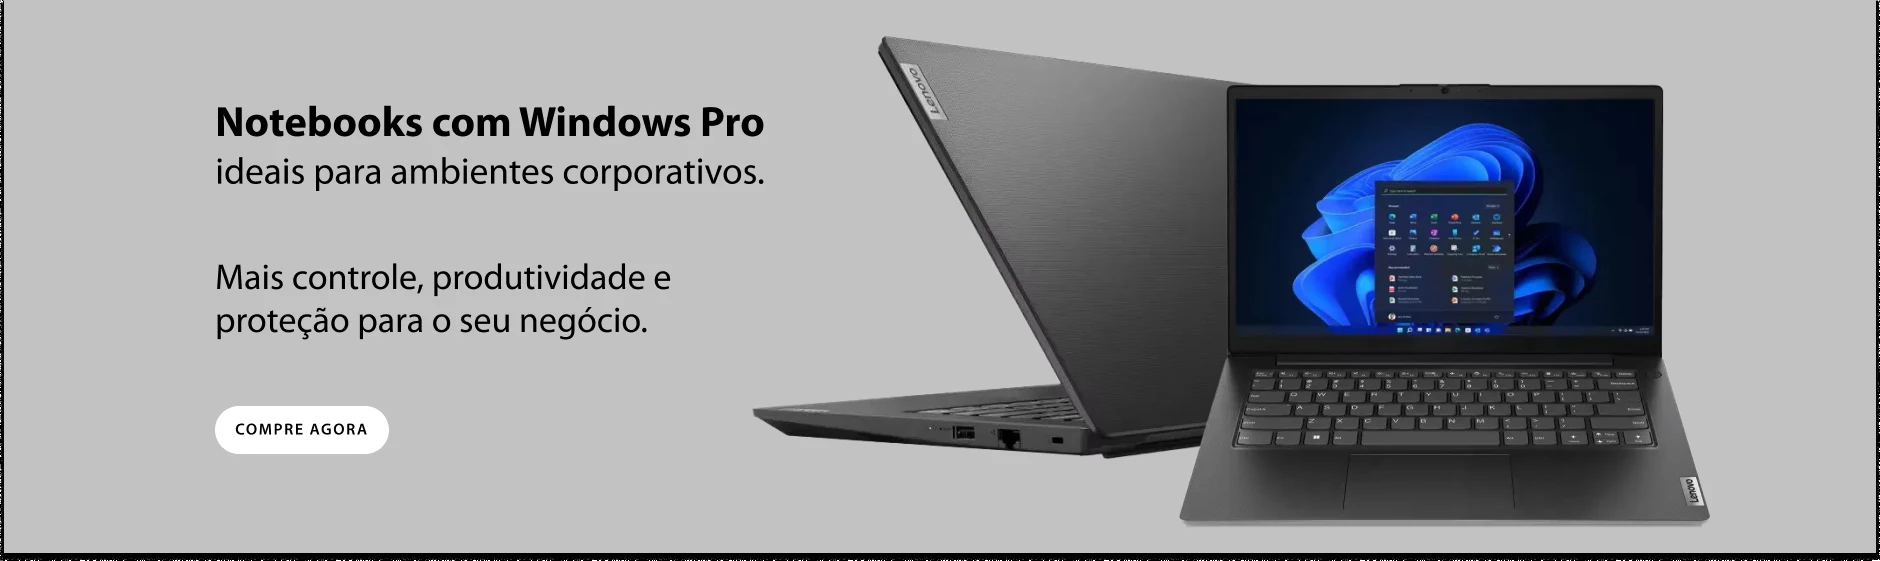 Notebooks com Windows Pro
ideais para ambientes corporativos.
Mais controle, produtividade e
proteção para o seu negócio.
COMPRE AGORA
Lenovo
Lenovo